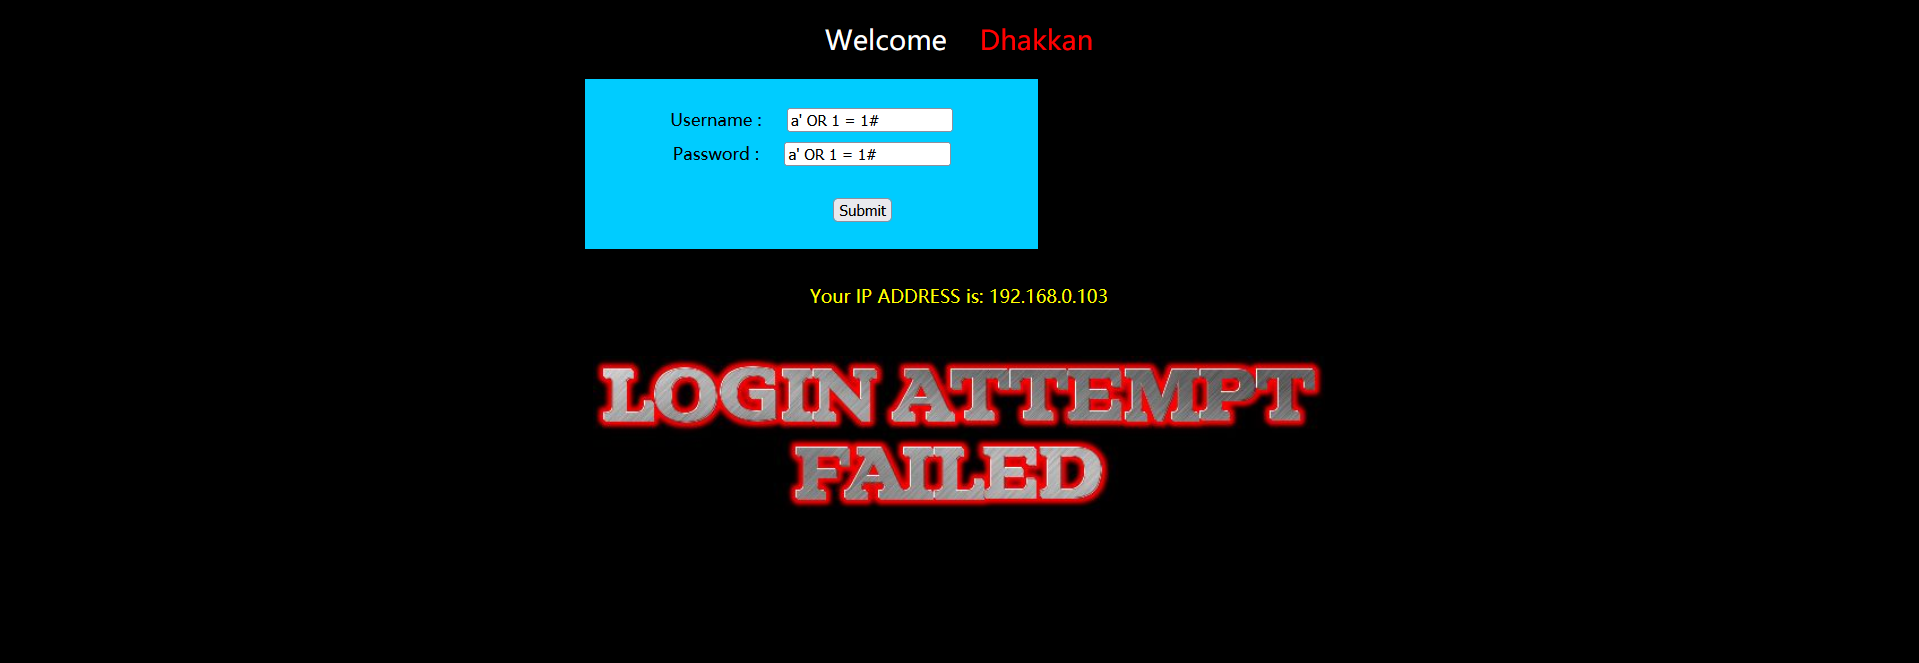 Welcome Dhakkan
Username : a' OR 1 = 1#
Password : a' OR 1 = 1#
Submit
Your IP ADDRESS is: 192.168.0.103
LOGIN ATTEMPT
FAILED